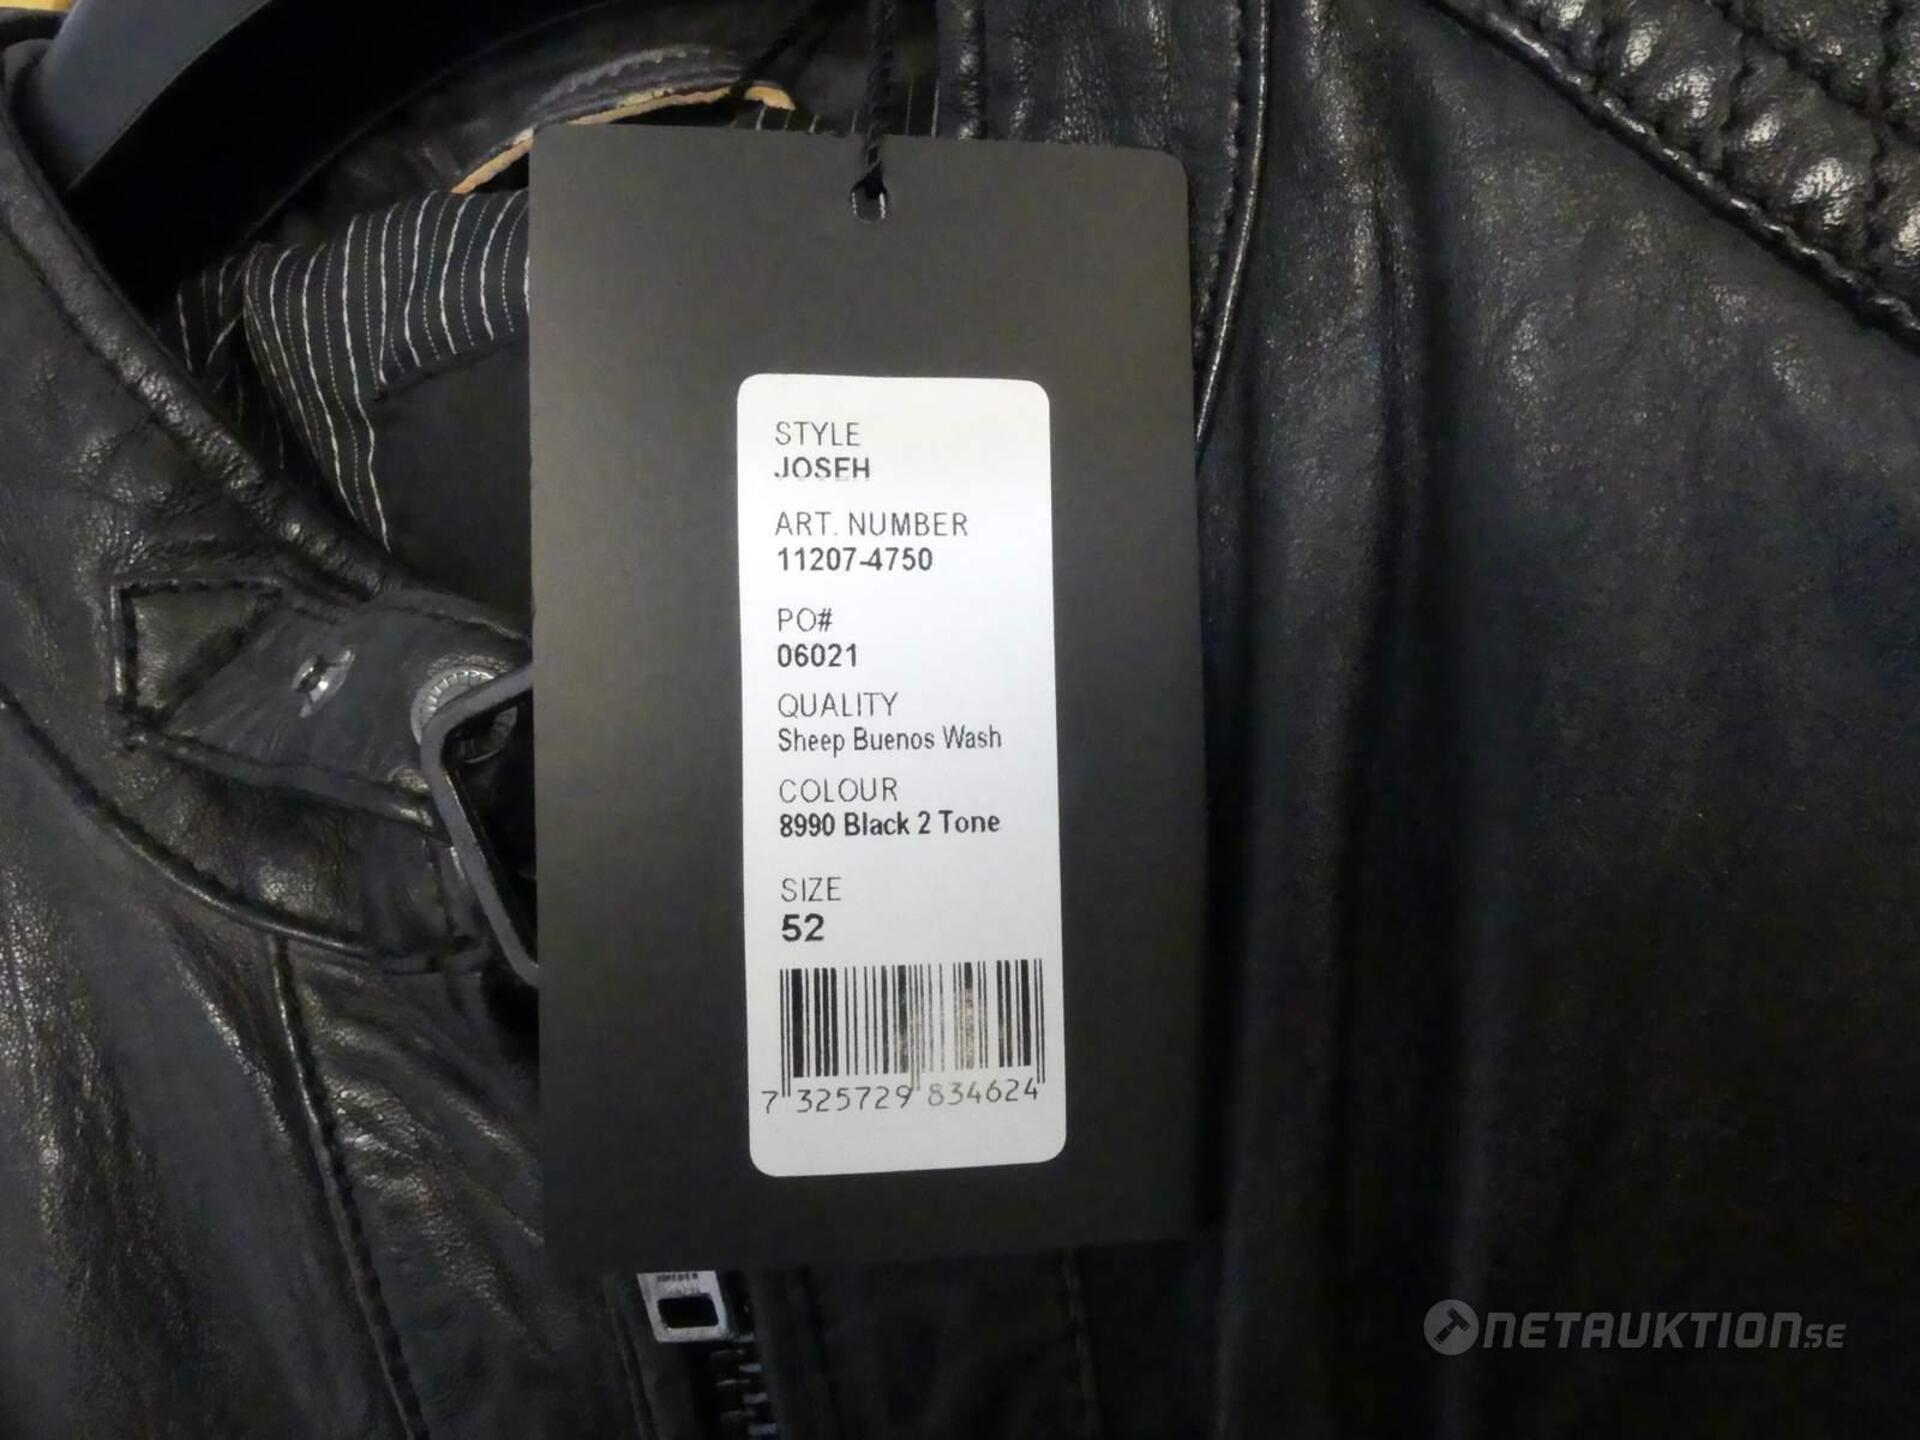 STYLE
JOSEH
ART. NUMBER
11207-4750
PO#
06021
QUALITY
Sheep Buenos Wash
COLOUR
8990 Black 2 Tone
SIZE
52
7 325729 834624
NETAUKTION.SE